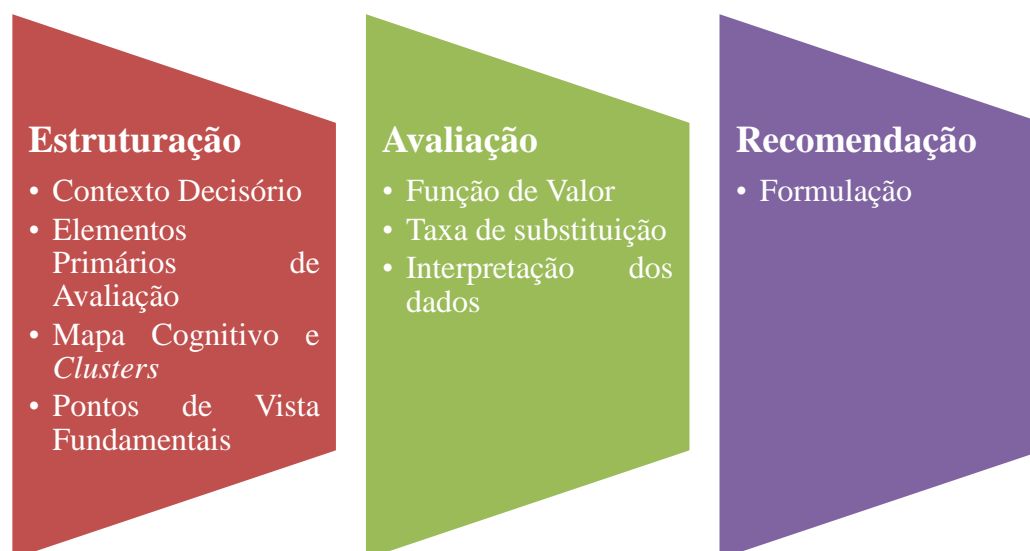 Estruturação
• Contexto Decisório
• Elementos
Primários de
Avaliação
• Mapa Cognitivo e
Clusters
• Pontos de Vista
Fundamentais
Avaliação
• Função de Valor
• Taxa de substituição
• Interpretação dos
dados
Recomendação
• Formulação